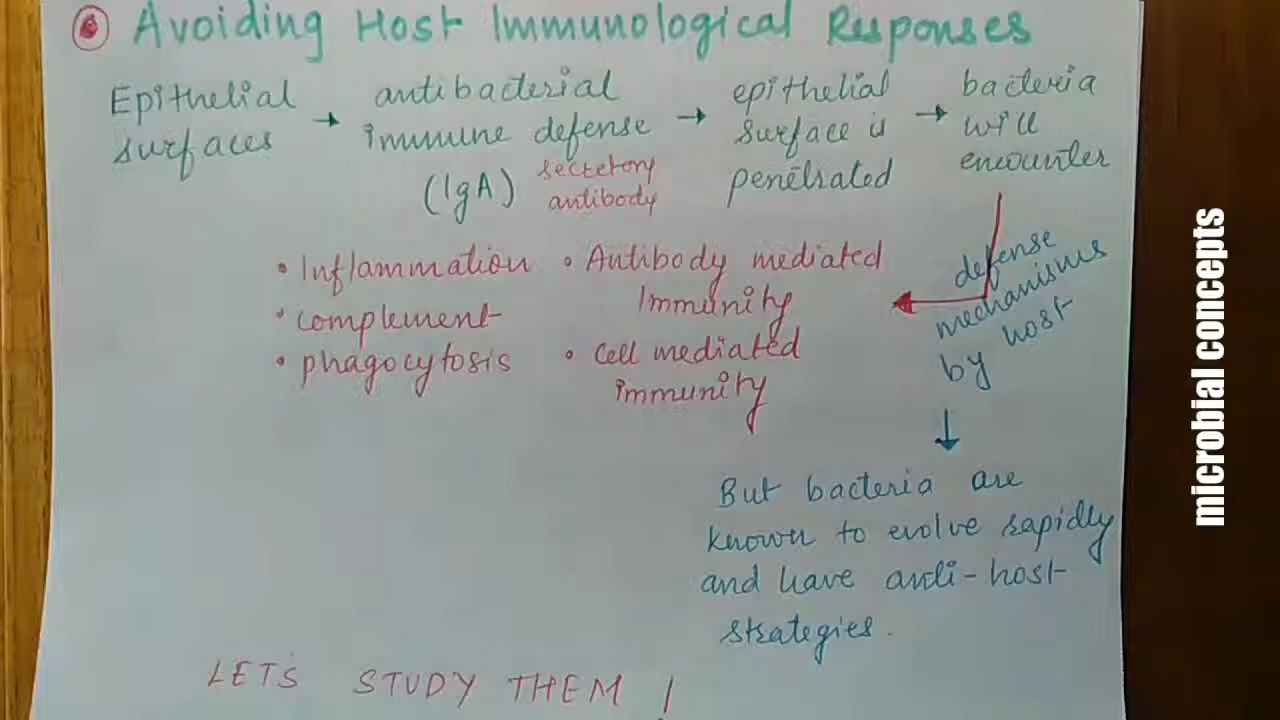 6 Avoiding Host Immunological Responses
Epithelial surfaces → antibacterial immune defense (IgA) secretory antibody → epithelial surface is penetrated → bacteria will encounter
defense mechanisms by host
• Inflammation
• complement
• phagocytosis
• Antibody mediated
Immunity
• Cell mediated
immunity
↓
But bacteria are
known to evolve rapidly
and have anti-host
strategies.
LETS STUDY THEM !
microbial concepts